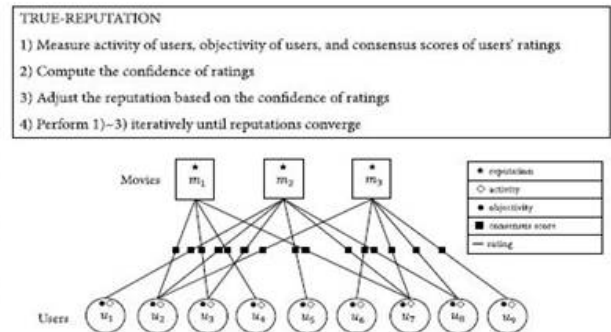 TRUE-REPUTATION
1) Measure activity of users, objectivity of users, and consensus scores of users' ratings
2) Compute the confidence of ratings
3) Adjust the reputation based on the confidence of ratings
4) Perform 1)~3) iteratively until reputations converge
Movies m₁ m₂ m₃
reputation
activity
objectivity
consensus score
rating
Users u₁ u₂ u₃ u₄ u₅ u₆ u₇ u₈ u₉